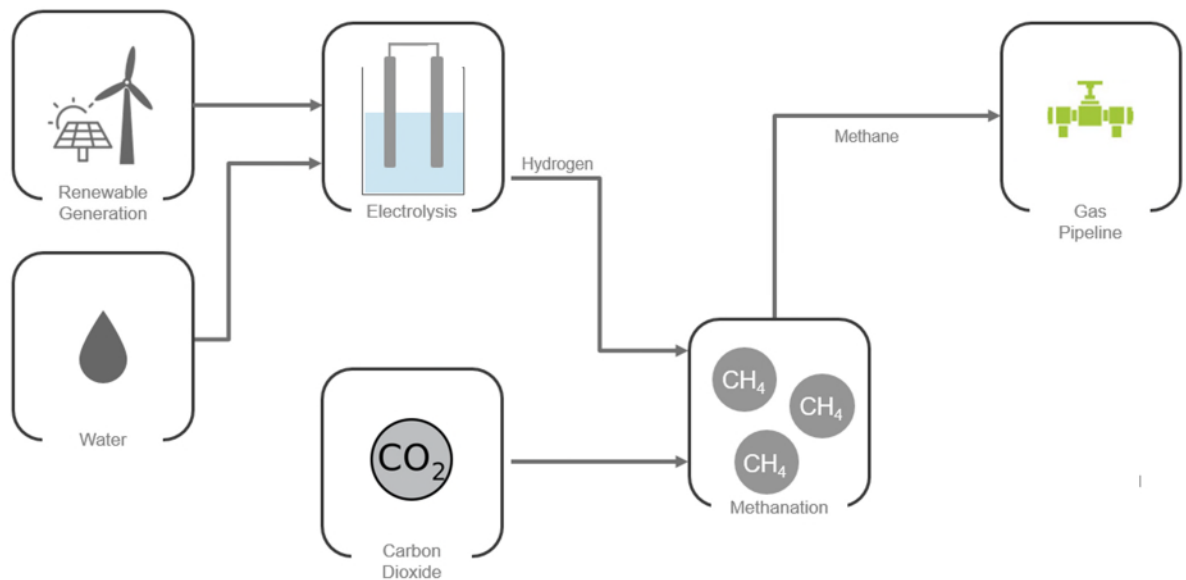 Renewable
Generation
Electrolysis
Hydrogen
Methane
Gas
Pipeline
Water
CO₂
Carbon
Dioxide
CH₄
CH₄
CH₄
Methanation